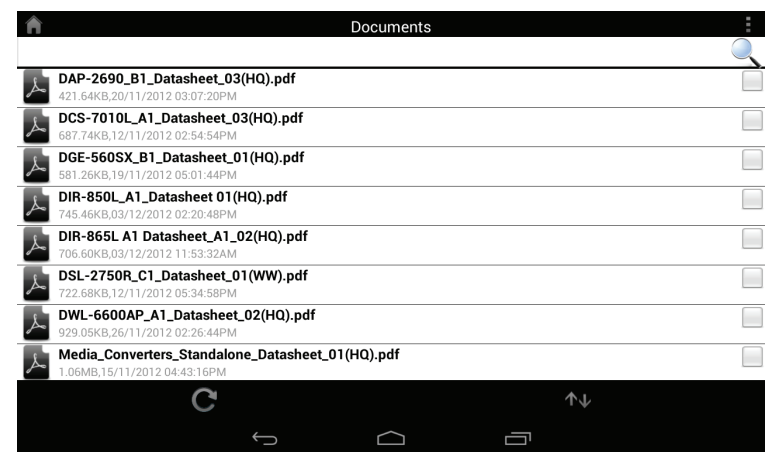 Documents
DAP-2690_B1_Datasheet_03(HQ).pdf
421.64KB,20/11/2012 03:07:20PM
DCS-7010L_A1_Datasheet_03(HQ).pdf
687.74KB,12/11/2012 02:54:54PM
DGE-560SX_B1_Datasheet_01(HQ).pdf
581.26KB,19/11/2012 05:01:44PM
DIR-850L_A1_Datasheet 01(HQ).pdf
745.46KB,03/12/2012 02:20:48PM
DIR-865L A1 Datasheet_A1_02(HQ).pdf
706.60KB,03/12/2012 11:53:32AM
DSL-2750R_C1_Datasheet_01(WW).pdf
722.68KB,12/11/2012 05:34:58PM
DWL-6600AP_A1_Datasheet_02(HQ).pdf
929.05KB,26/11/2012 02:26:44PM
Media_Converters_Standalone_Datasheet_01(HQ).pdf
1.06MB,15/11/2012 04:43:16PM